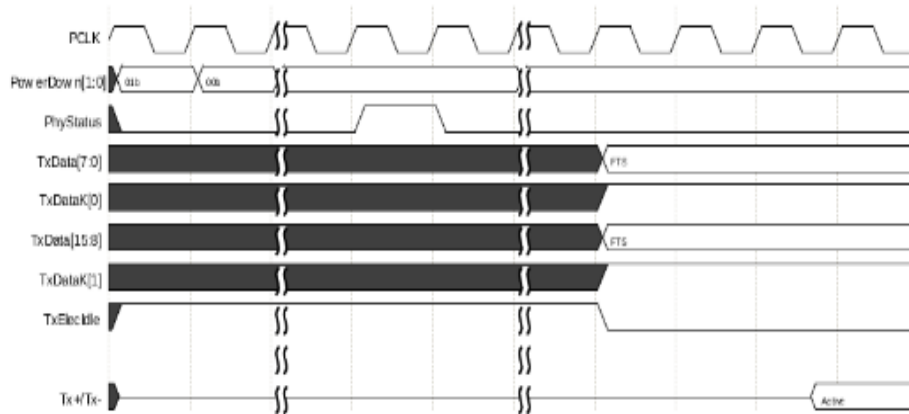 PCLK
PowerDown[1:0] 01b 00b
PhyStatus
TxData[7:0] FTS
TxDataK[0]
TxData[15:8] FTS
TxDataK[1]
TxElecIdle
Tx+/Tx- Active